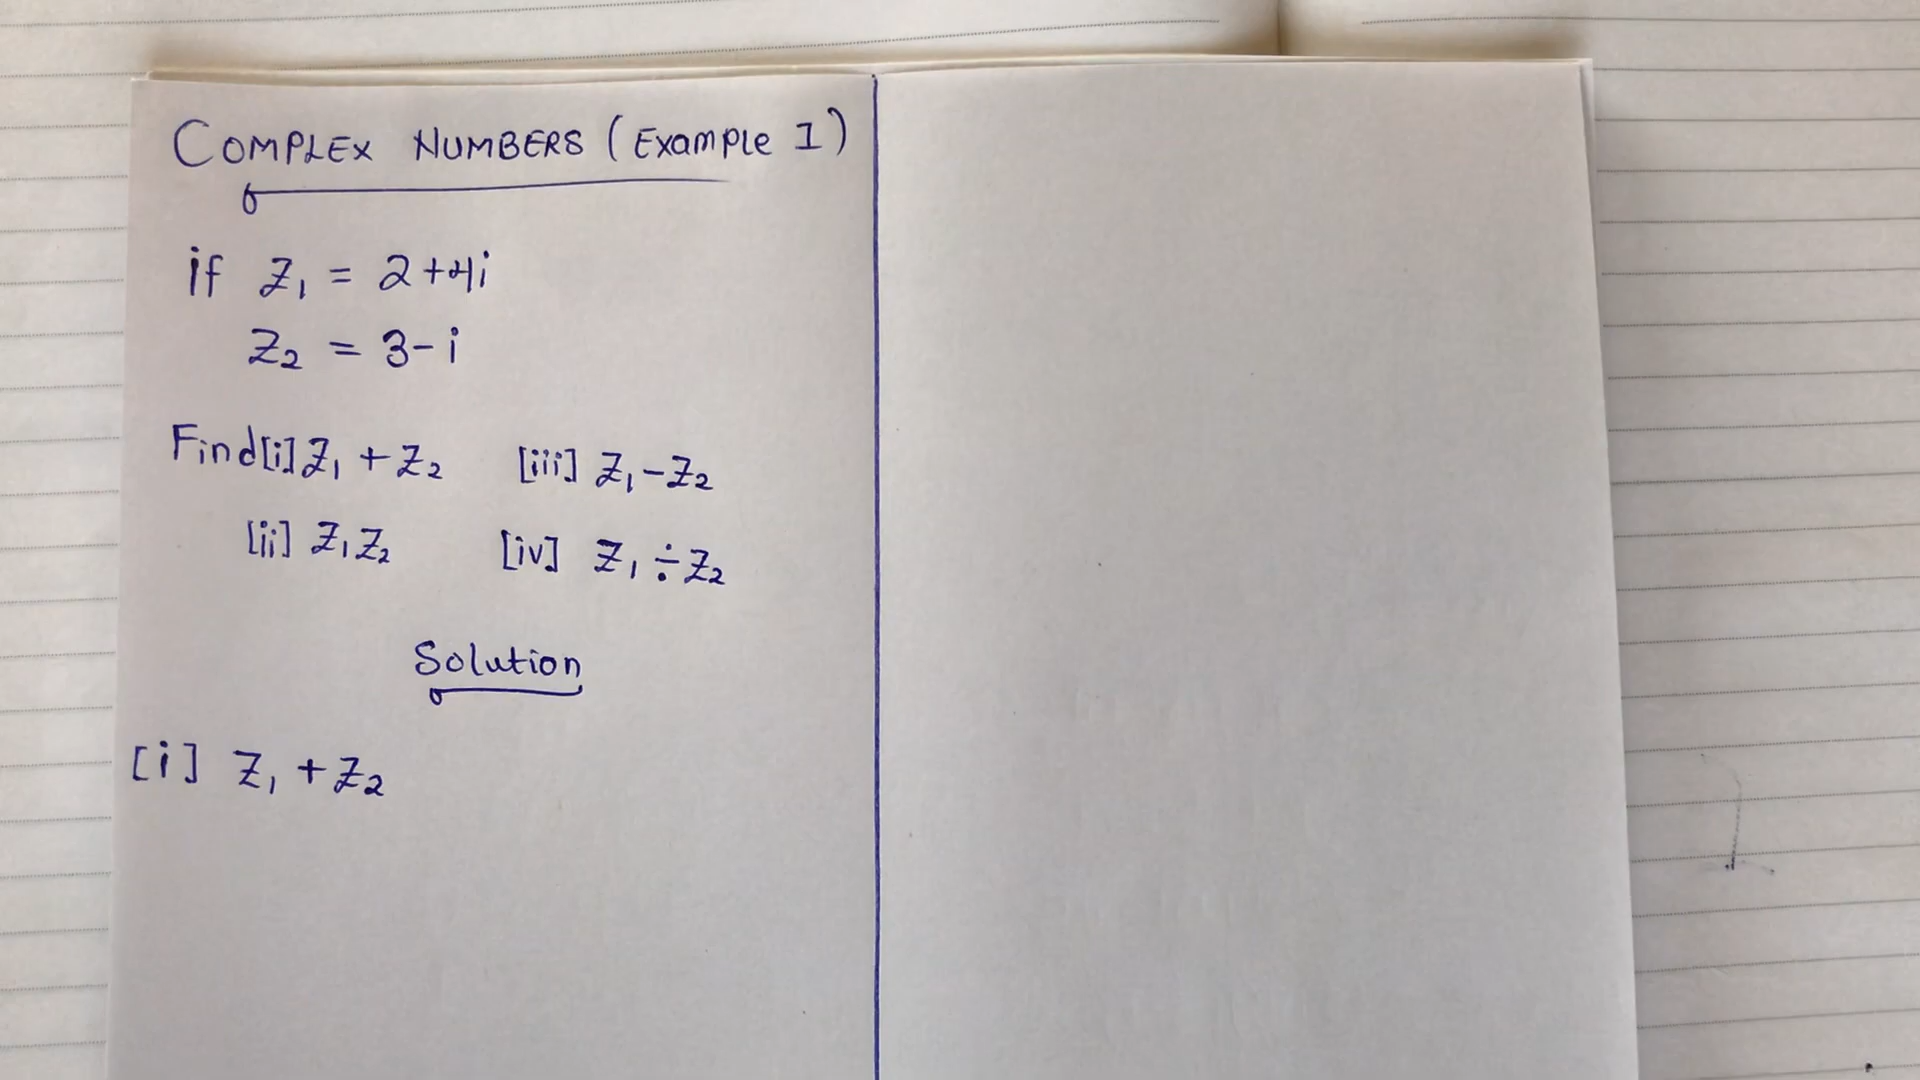 COMPLEX NUMBERS (Example 1)
if Z₁ = 2+4i
Z₂ = 3-i
Find [i] Z₁ + Z₂ [iii] Z₁ - Z₂
[ii] Z₁Z₂ [iv] Z₁ ÷ Z₂
Solution
[i] Z₁ + Z₂